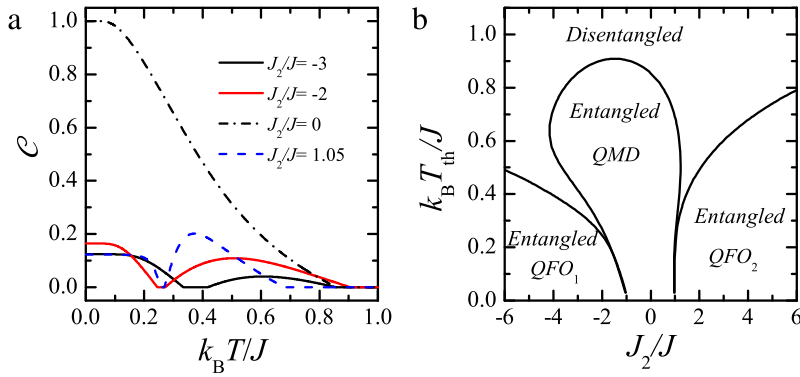 a
C
1.0
0.8
0.6
0.4
0.2
0.0
J₂/J= -3
J₂/J= -2
J₂/J= 0
J₂/J= 1.05
0.0 0.2 0.4 0.6 0.8 1.0
k_B T/J
b
k_B T_th/J
1.0
0.8
0.6
0.4
0.2
0.0
Disentangled
Entangled
QMD
Entangled
QFO₁
Entangled
QFO₂
-6 -4 -2 0 2 4 6
J₂/J